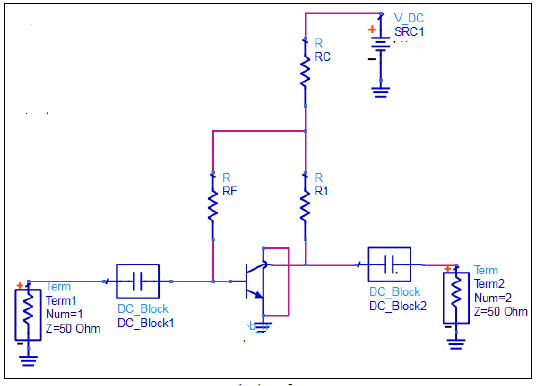 V_DC
SRC1
R
RC
R
RF
R
R1
+
-
DC_Block
DC_Block1
DC_Block
DC_Block2
+
Term
Term1
Num=1
Z=50 Ohm
-
+
Term
Term2
Num=2
Z=50 Ohm
-